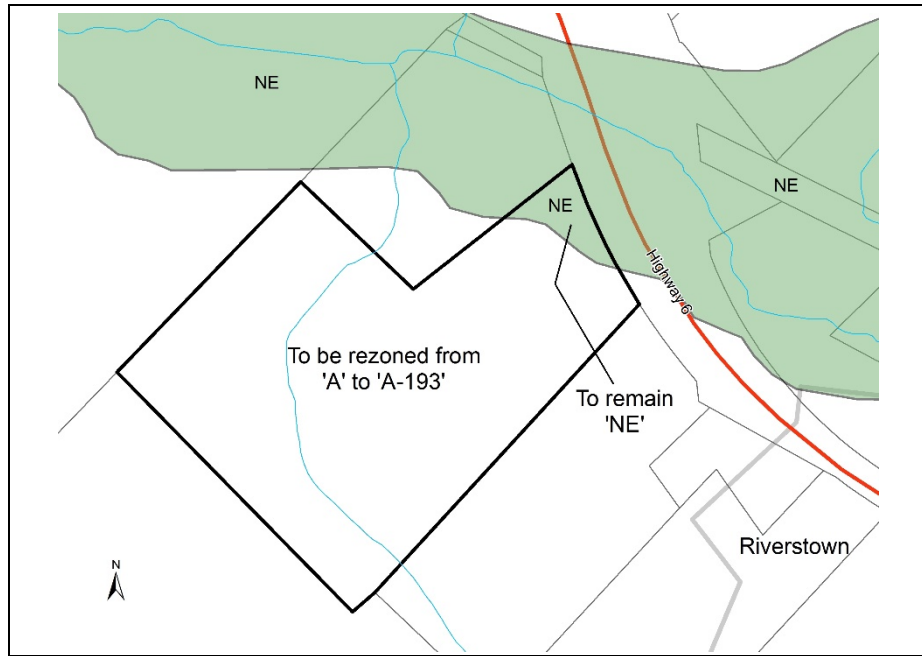 NE
NE
NE
Highway 6
To be rezoned from
'A' to 'A-193'
To remain
'NE'
Riverstown
N